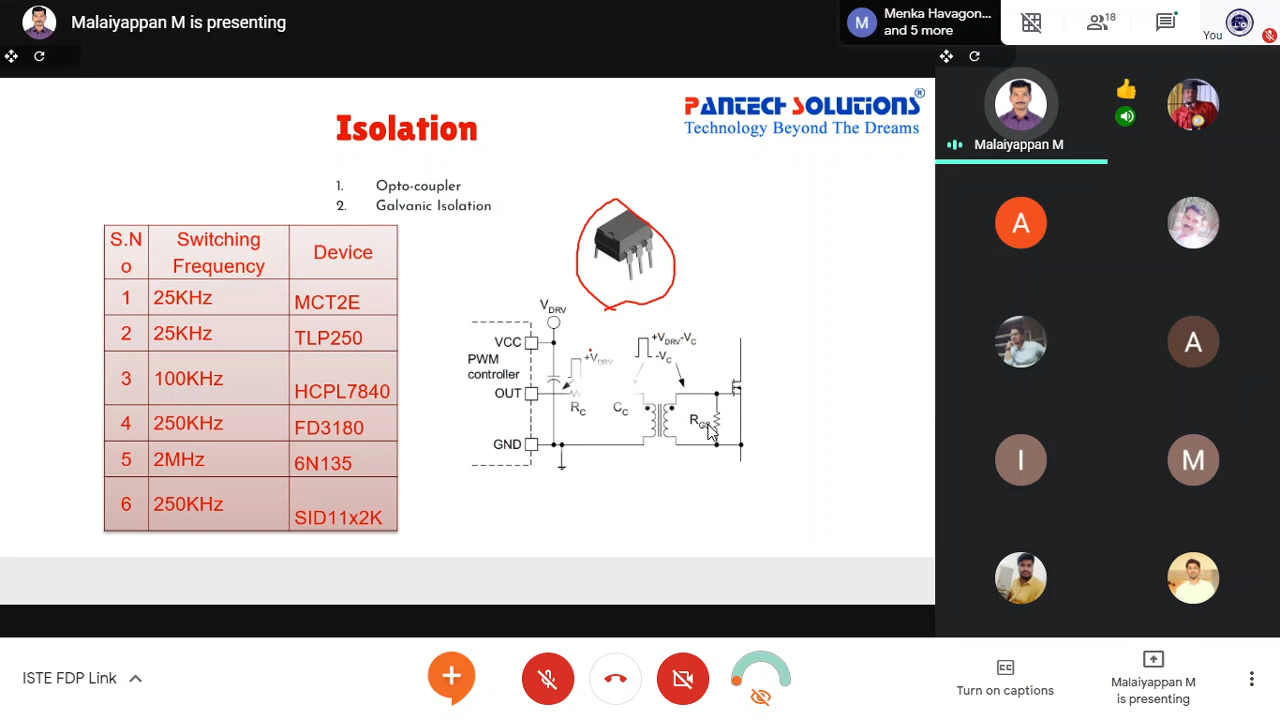 Malaiyappan M is presenting
Menka Havagon...
and 5 more
M
18
You
Isolation
PANTECH SOLUTIONS®
Technology Beyond The Dreams
1. Opto-coupler
2. Galvanic Isolation
S.N
o
Switching
Frequency
Device
1 25KHz MCT2E
2 25KHz TLP250
3 100KHz HCPL7840
4 250KHz FD3180
5 2MHz 6N135
6 250KHz SID11x2K
VDRV
VCC
PWM
controller
OUT
GND
+VDRV
RC
CC
+VDRV-VC
-VC
RGS
Malaiyappan M
A
A
I
M
ISTE FDP Link
CC
Turn on captions
Malaiyappan M
is presenting